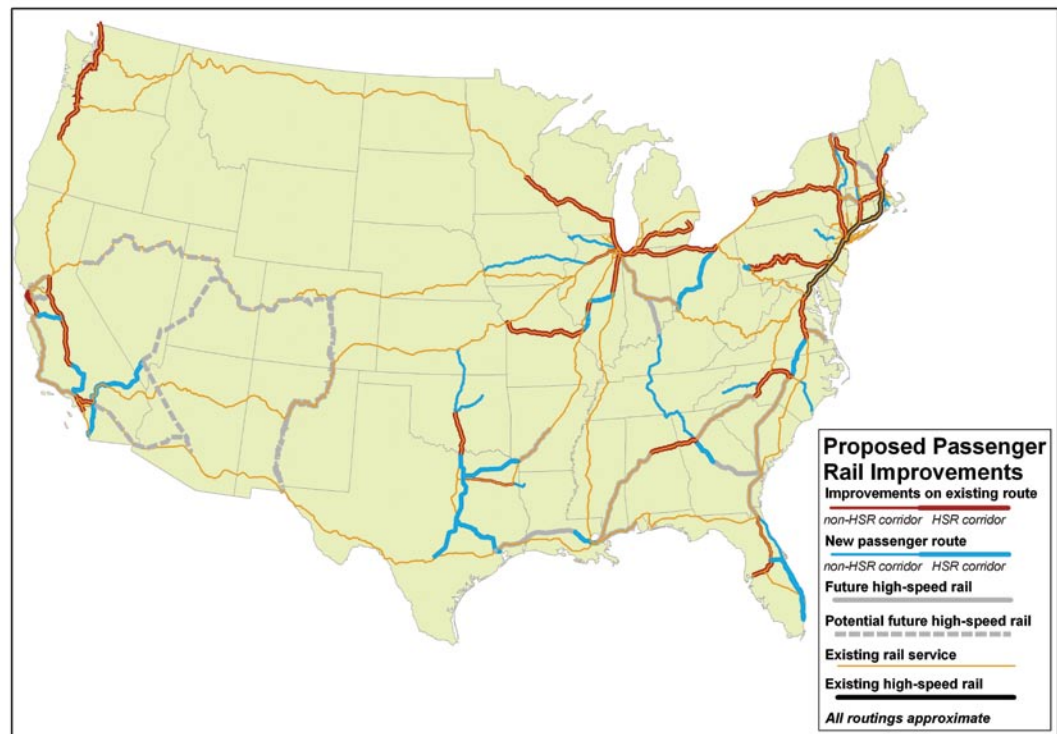 Proposed Passenger
Rail Improvements
Improvements on existing route
non-HSR corridor HSR corridor
New passenger route
non-HSR corridor HSR corridor
Future high-speed rail
Potential future high-speed rail
Existing rail service
Existing high-speed rail
All routings approximate